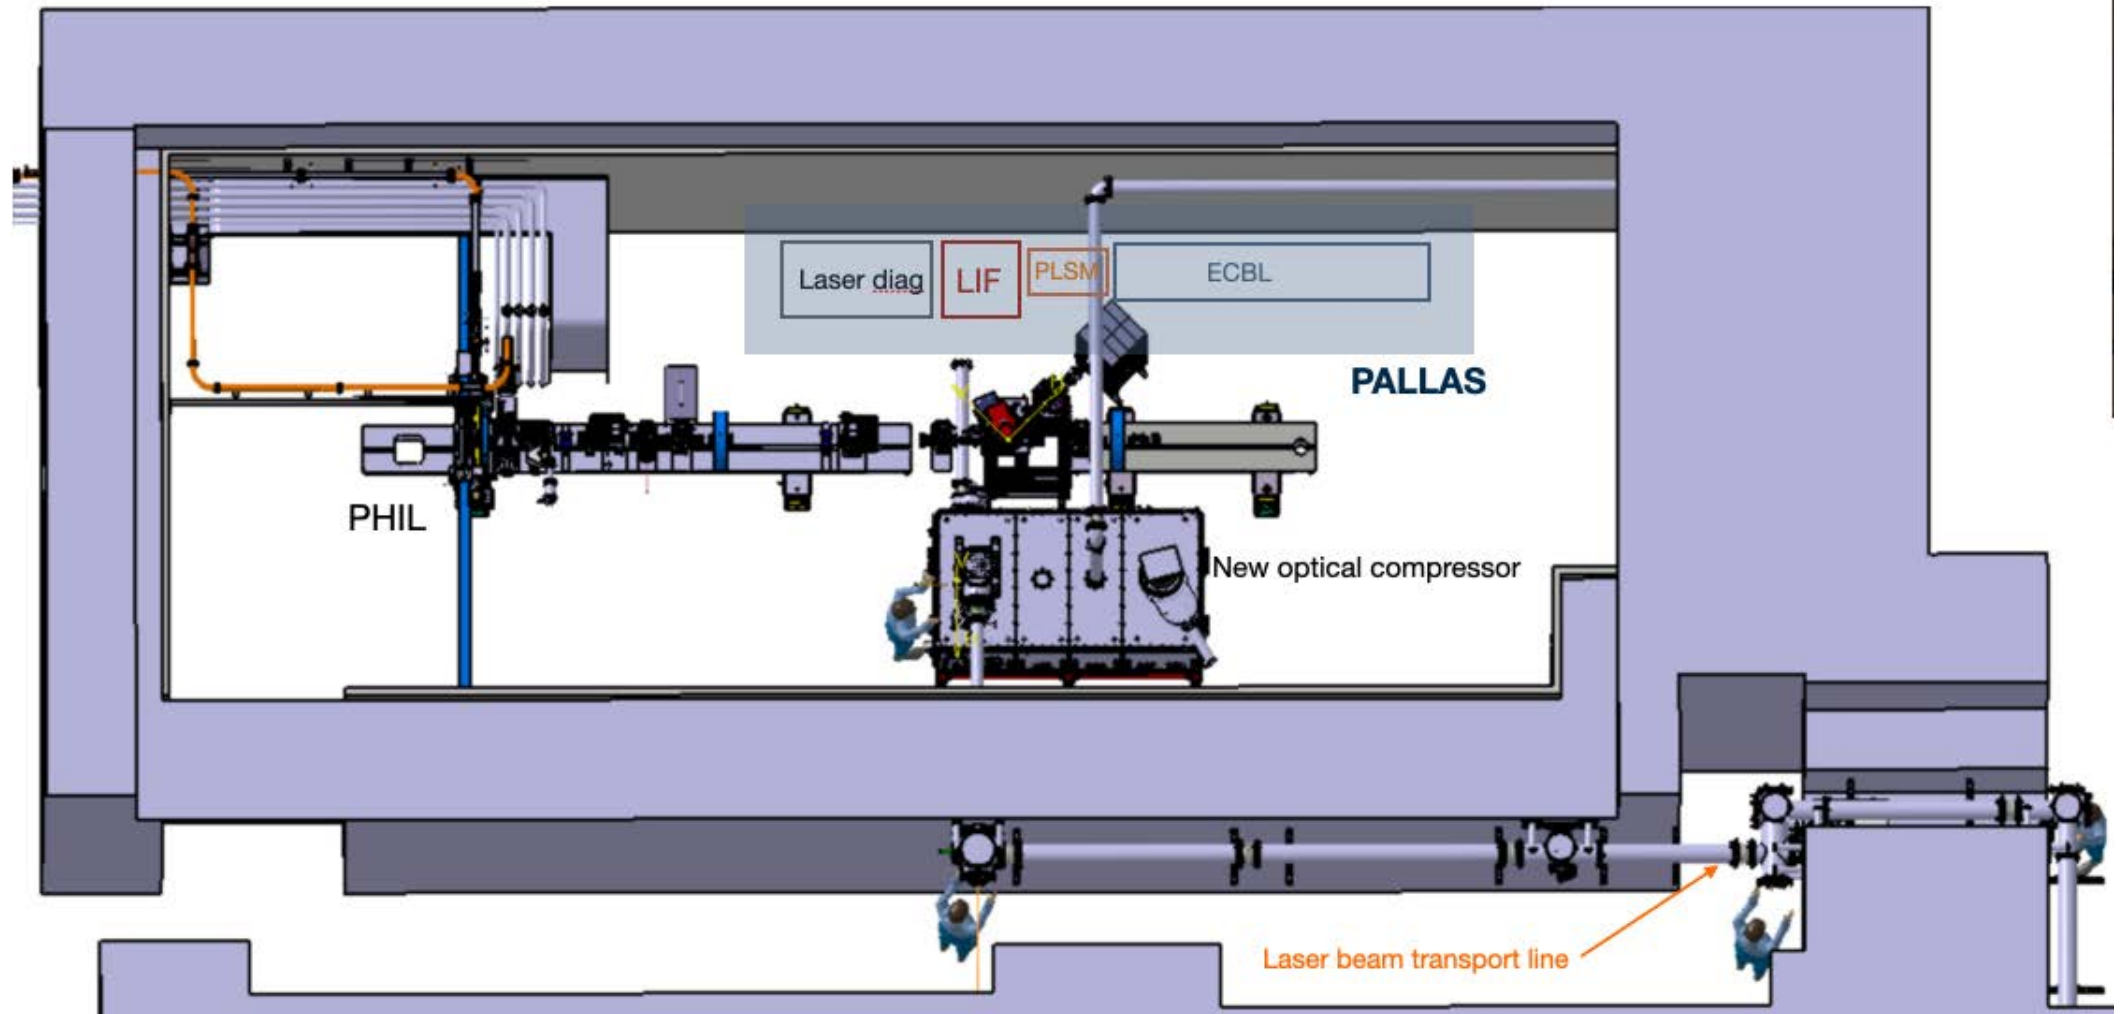 Laser diag
LIF
PLSM
ECBL
PALLAS
PHIL
New optical compressor
Laser beam transport line